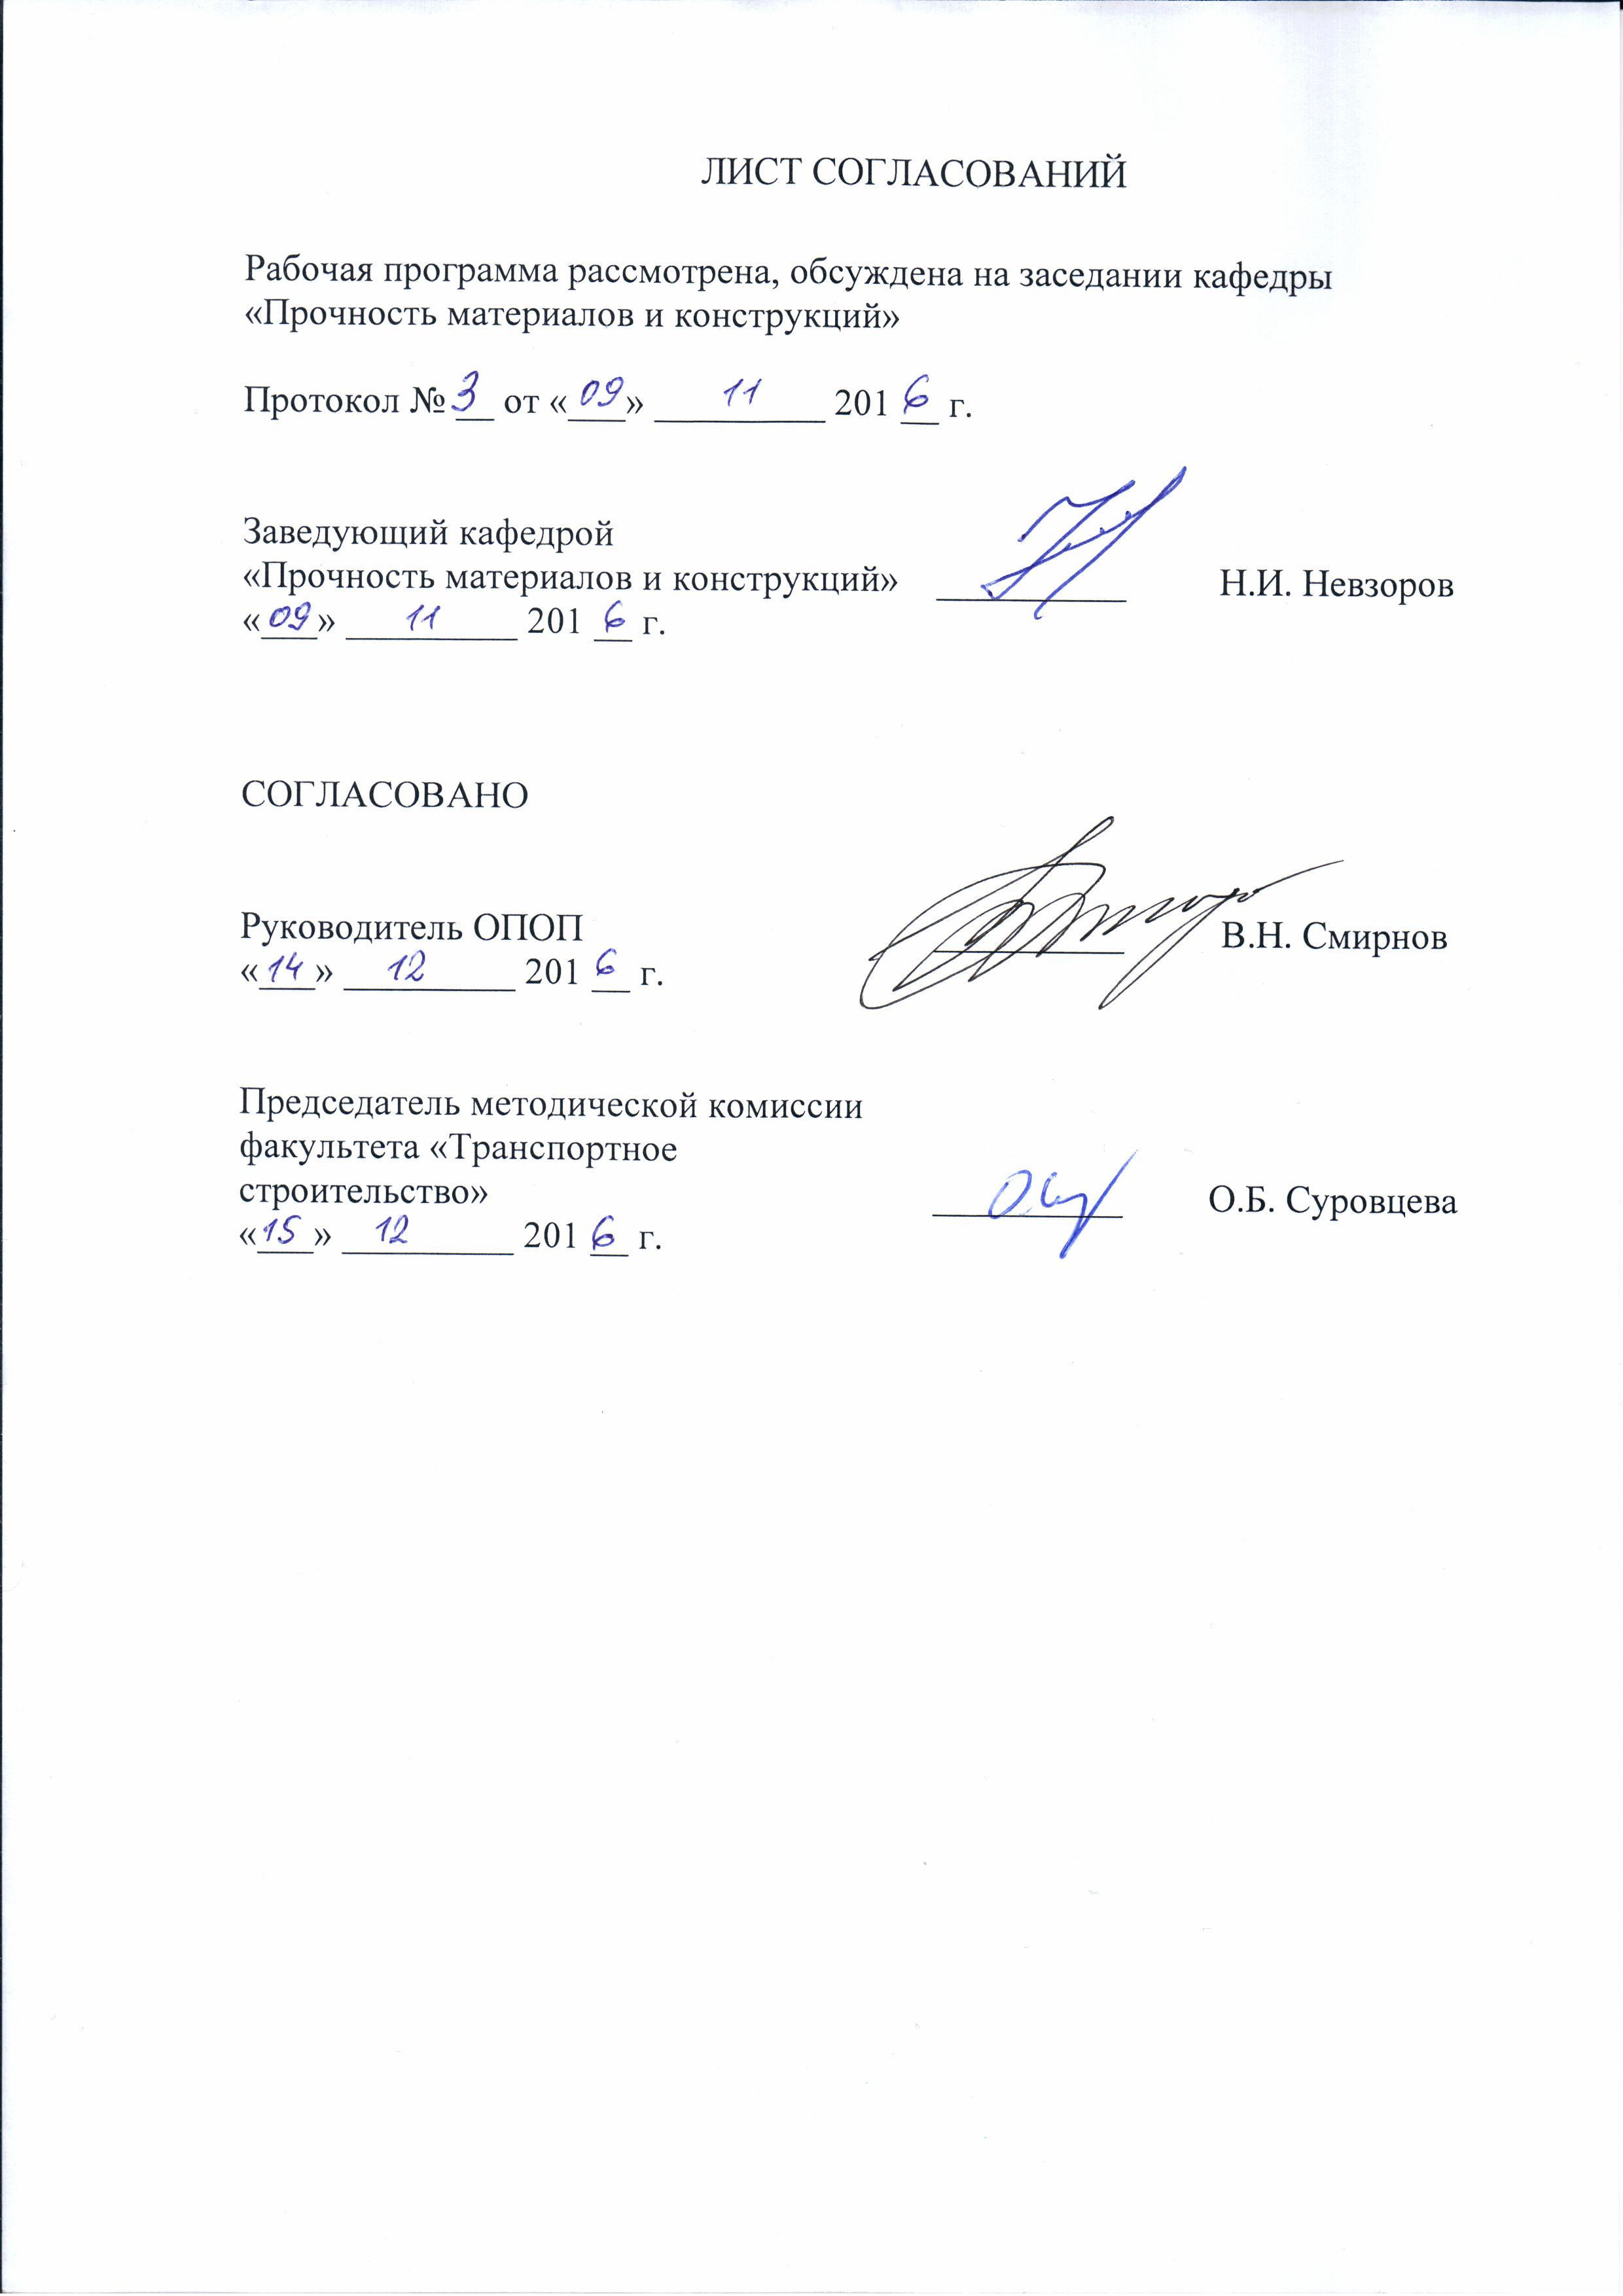 ЛИСТ СОГЛАСОВАНИЙ
Рабочая программа рассмотрена, обсуждена на заседании кафедры
«Прочность материалов и конструкций»
Протокол № 3 от «09» 11 201 6 г.
Заведующий кафедрой
«Прочность материалов и конструкций» Н.И. Невзоров
«09» 11 201 6 г.
СОГЛАСОВАНО
Руководитель ОПОП В.Н. Смирнов
«14» 12 201 6 г.
Председатель методической комиссии
факультета «Транспортное
строительство» О.Б. Суровцева
«15» 12 201 6 г.